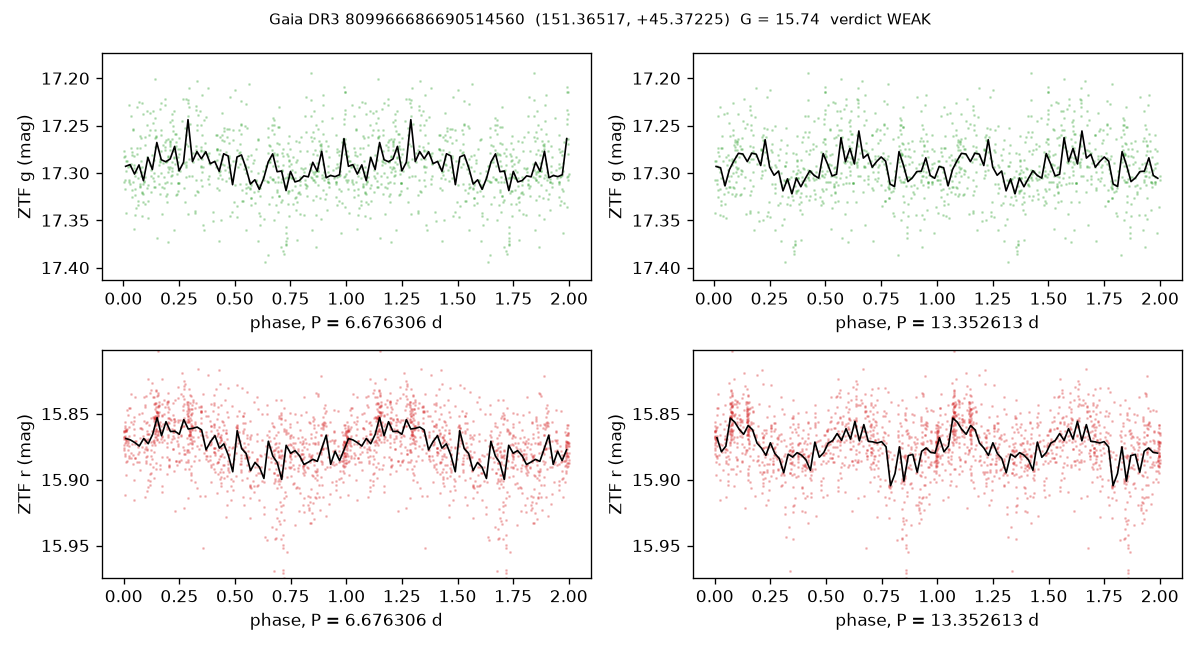 Gaia DR3 809966686690514560 (151.36517, +45.37225) G = 15.74 verdict WEAK
ZTF g (mag)
17.20
17.25
17.30
17.35
17.40
0.00 0.25 0.50 0.75 1.00 1.25 1.50 1.75 2.00
phase, P = 6.676306 d
ZTF g (mag)
17.20
17.25
17.30
17.35
17.40
0.00 0.25 0.50 0.75 1.00 1.25 1.50 1.75 2.00
phase, P = 13.352613 d
ZTF r (mag)
15.85
15.90
15.95
0.00 0.25 0.50 0.75 1.00 1.25 1.50 1.75 2.00
phase, P = 6.676306 d
ZTF r (mag)
15.85
15.90
15.95
0.00 0.25 0.50 0.75 1.00 1.25 1.50 1.75 2.00
phase, P = 13.352613 d